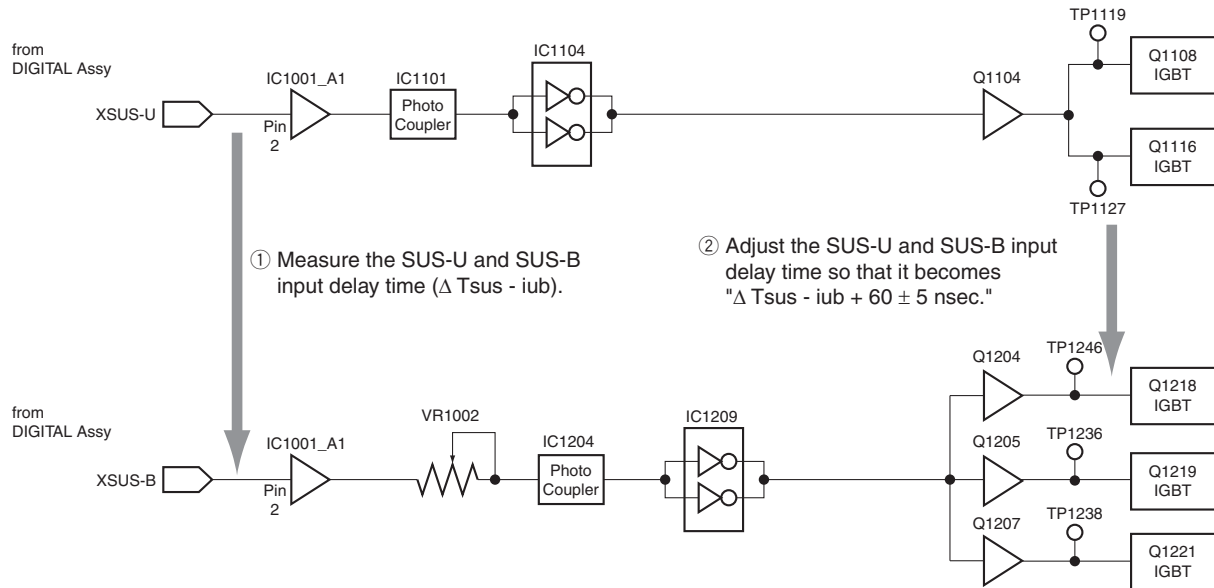 TP1119
from
DIGITAL Assy
IC1104
Q1108
IGBT
IC1001_A1
IC1101
Q1104
XSUS-U
Photo
Coupler
Pin
2
Q1116
IGBT
TP1127
① Measure the SUS-U and SUS-B
input delay time (Δ Tsus - iub).
② Adjust the SUS-U and SUS-B input
delay time so that it becomes
"Δ Tsus - iub + 60 ± 5 nsec."
TP1246
Q1204
Q1218
IGBT
from
DIGITAL Assy
VR1002
IC1209
IC1001_A1
IC1204
Q1205
TP1236
XSUS-B
Photo
Coupler
Q1219
IGBT
Pin
2
Q1207
TP1238
Q1221
IGBT